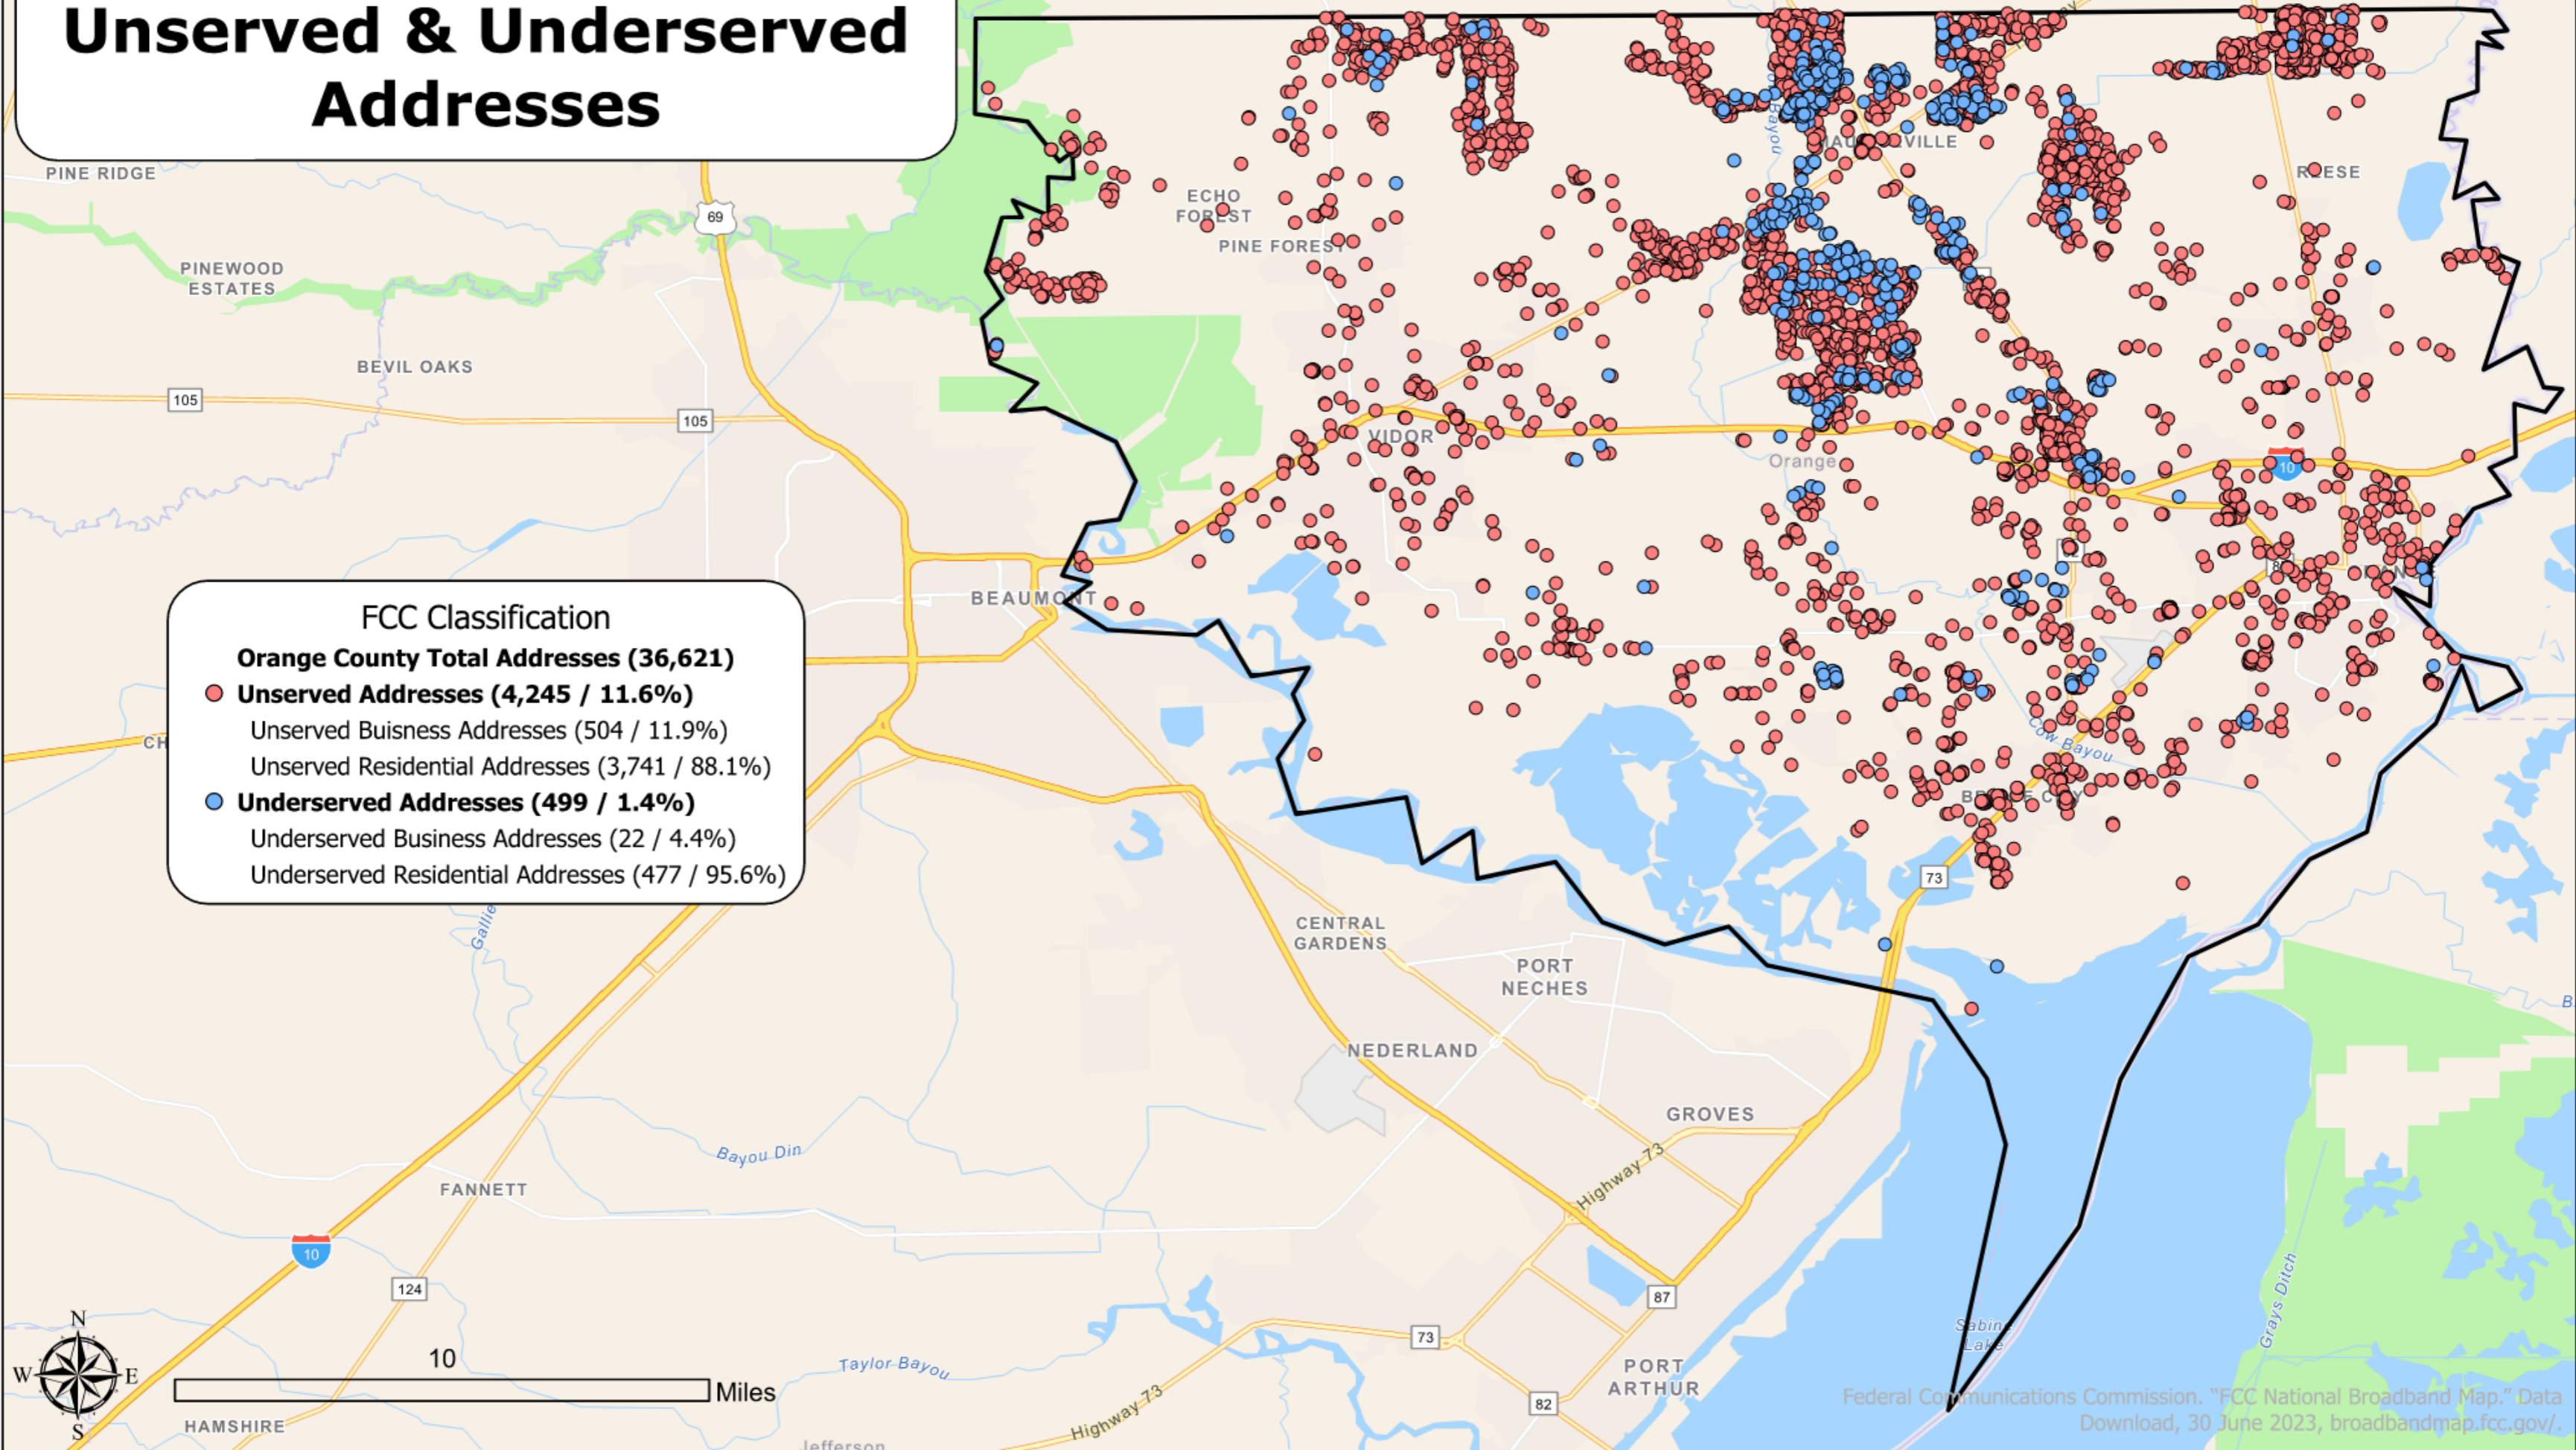 Unserved & Underserved
Addresses
PINE RIDGE
69
ECHO
FOREST
PINE FOREST
Bayou
PINEWOOD
ESTATES
BEVIL OAKS
105
105
VIDOR
Orange
10
BEAUMONT
FCC Classification
Orange County Total Addresses (36,621)
Unserved Addresses (4,245 / 11.6%)
Unserved Buisness Addresses (504 / 11.9%)
Unserved Residential Addresses (3,741 / 88.1%)
Underserved Addresses (499 / 1.4%)
Underserved Business Addresses (22 / 4.4%)
Underserved Residential Addresses (477 / 95.6%)
CH
Cow Bayou
73
CENTRAL
GARDENS
PORT
NECHES
NEDERLAND
GROVES
Highway 73
Bayou Din
FANNETT
10
124
87
73
82
PORT
ARTHUR
Taylor Bayou
Highway 73
Sabine
Lake
Grays Ditch
N
W
E
S
10
Miles
HAMSHIRE
Jefferson
Federal Communications Commission. “FCC National Broadband Map.” Data
Download, 30 June 2023, broadbandmap.fcc.gov/.